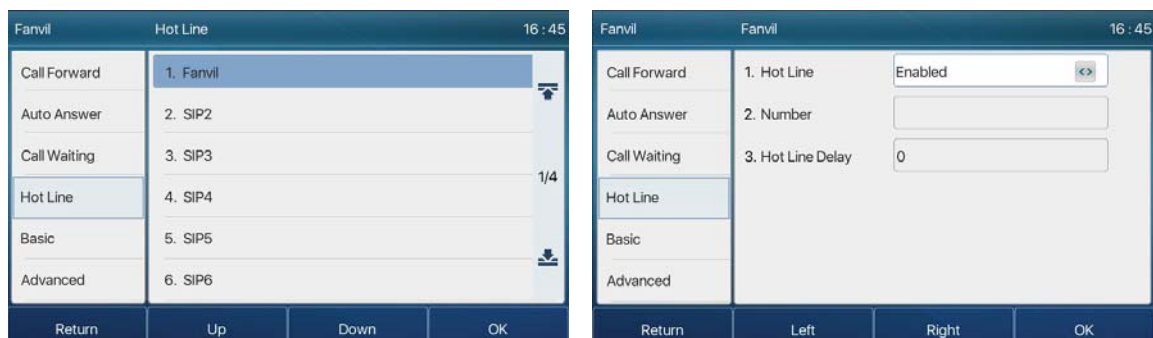 Fanvil Hot Line 16:45
Call Forward
Auto Answer
Call Waiting
Hot Line
Basic
Advanced
1. Fanvil
2. SIP2
3. SIP3
4. SIP4
5. SIP5
6. SIP6
1/4
Return Up Down OK
Fanvil Fanvil 16:45
Call Forward
Auto Answer
Call Waiting
Hot Line
Basic
Advanced
1. Hot Line Enabled
2. Number
3. Hot Line Delay 0
Return Left Right OK